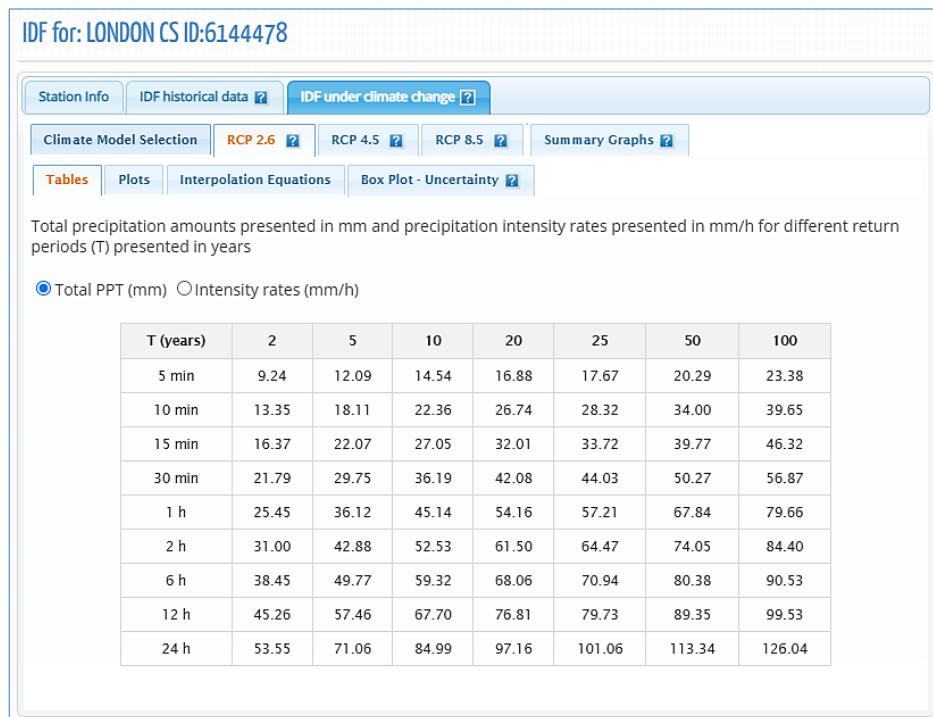 IDF for: LONDON CS ID:6144478
Station Info IDF historical data ? IDF under climate change ?
Climate Model Selection RCP 2.6 ? RCP 4.5 ? RCP 8.5 ? Summary Graphs ?
Tables Plots Interpolation Equations Box Plot - Uncertainty ?
Total precipitation amounts presented in mm and precipitation intensity rates presented in mm/h for different return
periods (T) presented in years
Total PPT (mm) Intensity rates (mm/h)
T (years) 2 5 10 20 25 50 100
5 min 9.24 12.09 14.54 16.88 17.67 20.29 23.38
10 min 13.35 18.11 22.36 26.74 28.32 34.00 39.65
15 min 16.37 22.07 27.05 32.01 33.72 39.77 46.32
30 min 21.79 29.75 36.19 42.08 44.03 50.27 56.87
1 h 25.45 36.12 45.14 54.16 57.21 67.84 79.66
2 h 31.00 42.88 52.53 61.50 64.47 74.05 84.40
6 h 38.45 49.77 59.32 68.06 70.94 80.38 90.53
12 h 45.26 57.46 67.70 76.81 79.73 89.35 99.53
24 h 53.55 71.06 84.99 97.16 101.06 113.34 126.04